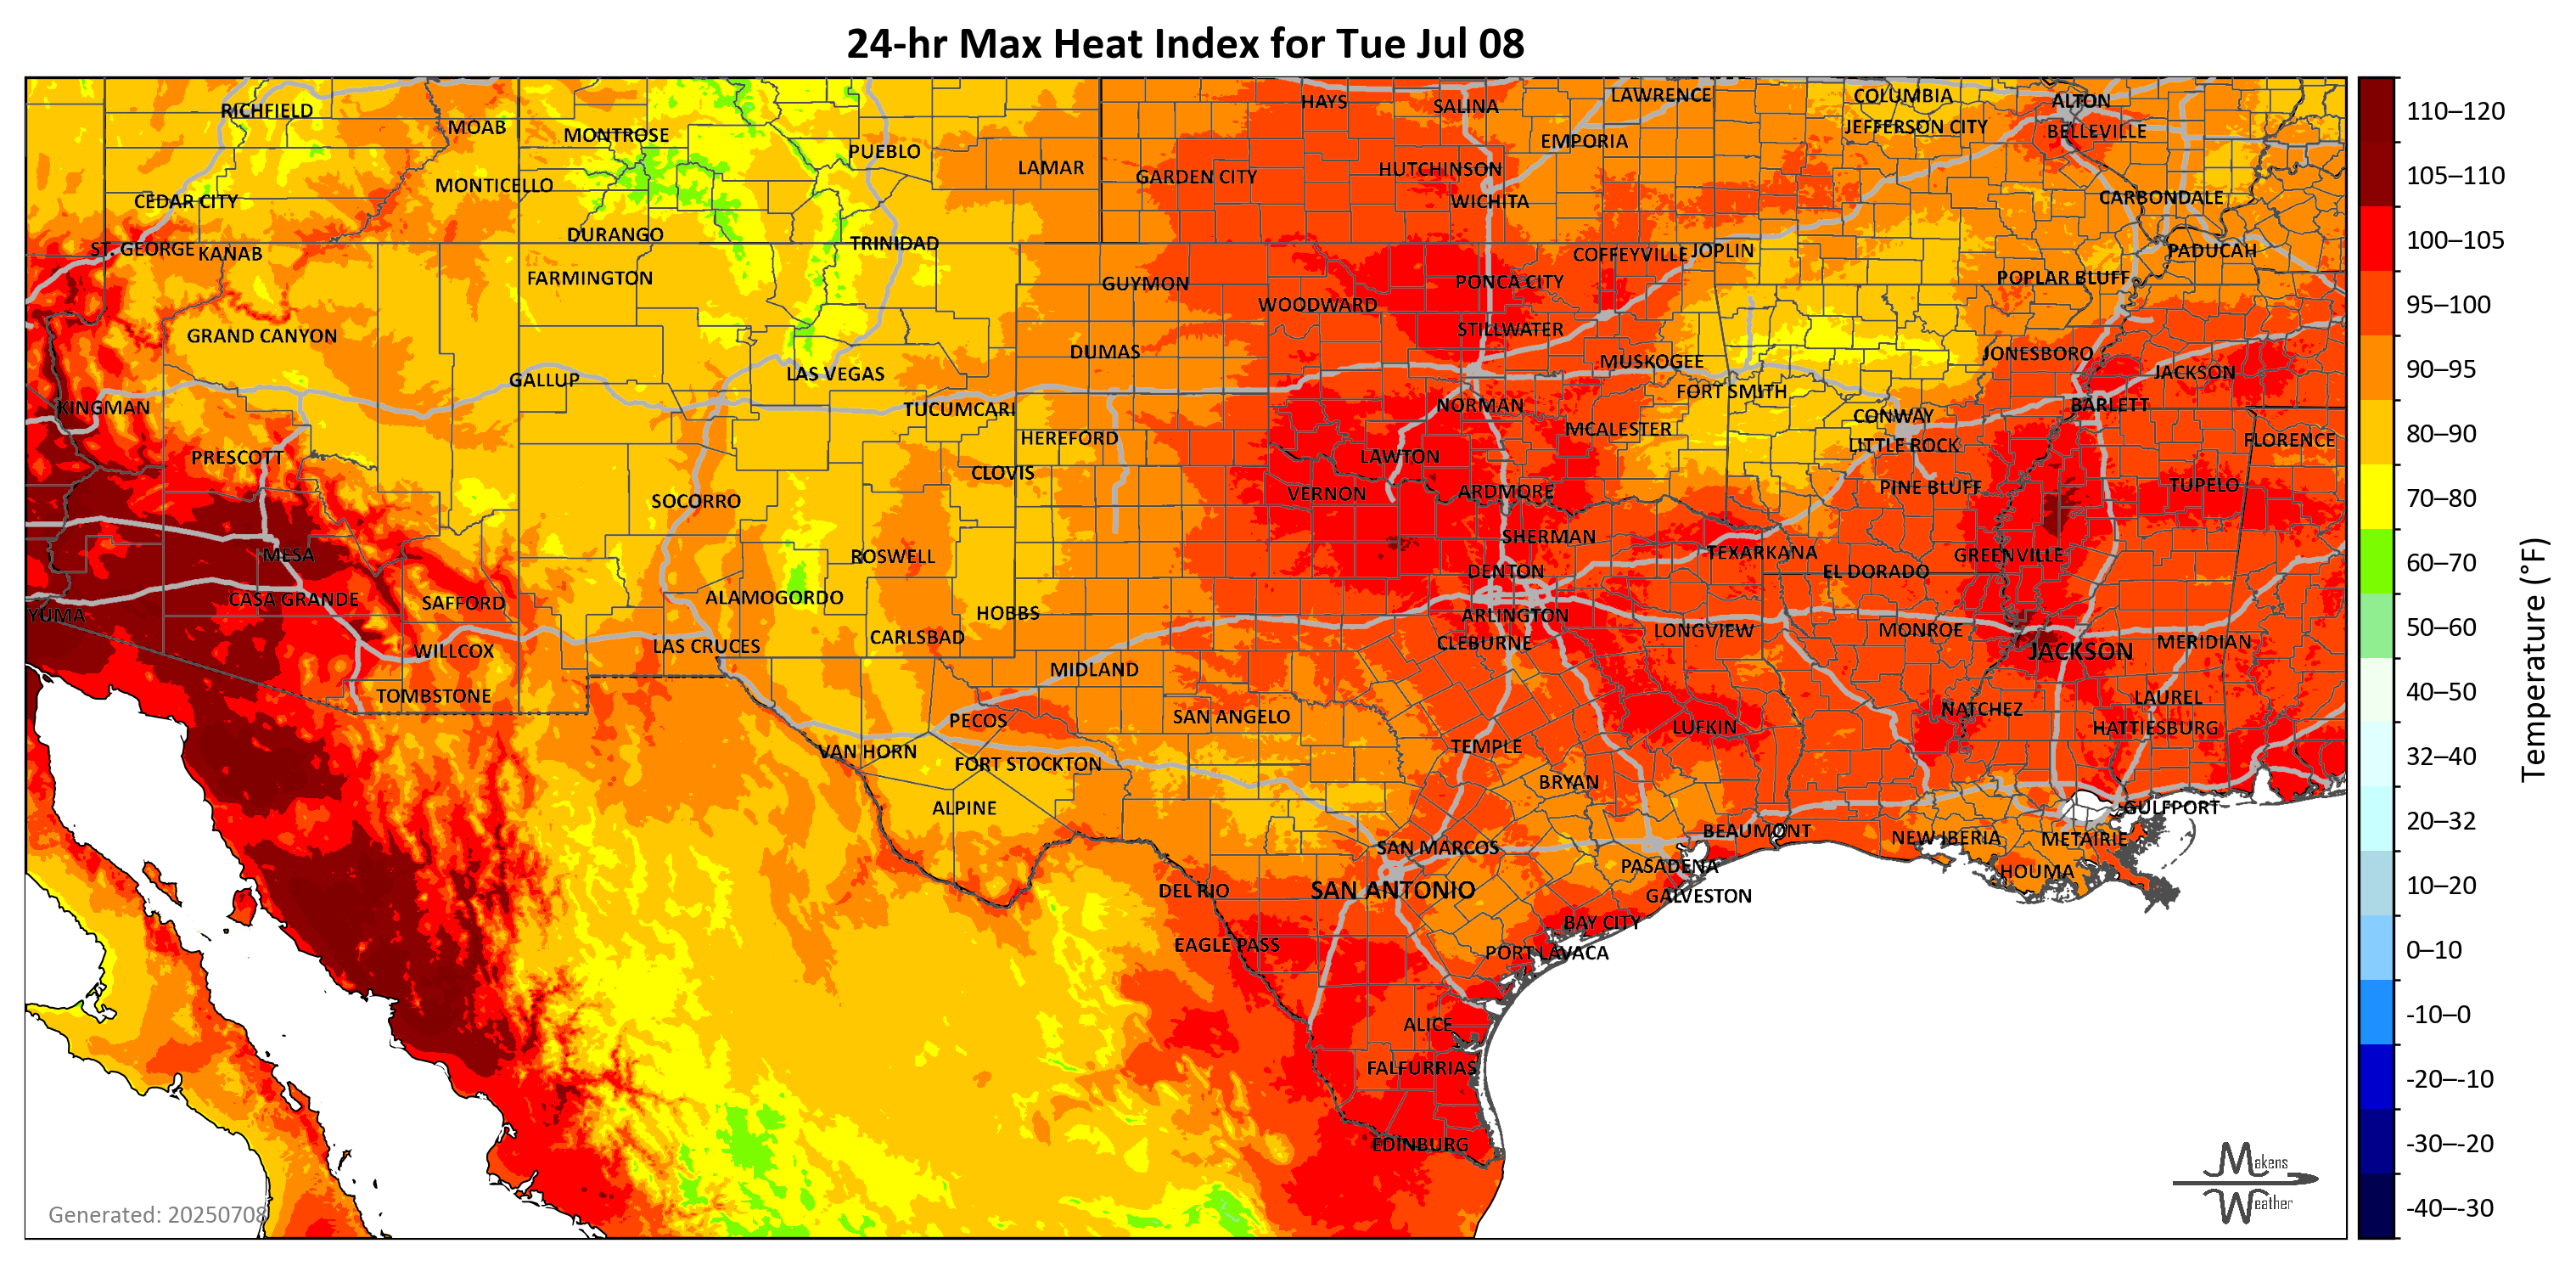 24-hr Max Heat Index for Tue Jul 08
RICHFIELD
MOAB
MONTROSE
PUEBLO
LAMAR
HAYS
SALINA
LAWRENCE
EMPORIA
COLUMBIA
JEFFERSON CITY
ALTON
BELLEVILLE
CEDAR CITY
MONTICELLO
GARDEN CITY
HUTCHINSON
WICHITA
CARBONDALE
ST. GEORGE
KANAB
DURANGO
TRINIDAD
COFFEYVILLE
JOPLIN
PADUCAH
FARMINGTON
GUYMON
PONCA CITY
POPLAR BLUFF
WOODWARD
GRAND CANYON
STILLWATER
DUMAS
MUSKOGEE
JONESBORO
GALLUP
LAS VEGAS
FORT SMITH
JACKSON
KINGMAN
TUCUMCARI
NORMAN
CONWAY
BARLETT
HEREFORD
MCALESTER
LITTLE ROCK
FLORENCE
PRESCOTT
CLOVIS
LAWTON
SOCORRO
VERNON
ARDMORE
PINE BLUFF
TUPELO
MESA
ROSWELL
SHERMAN
TEXARKANA
GREENVILLE
CASA GRANDE
SAFFORD
ALAMOGORDO
DENTON
EL DORADO
YUMA
HOBBS
ARLINGTON
WILLCOX
LAS CRUCES
CARLSBAD
CLEBURNE
LONGVIEW
MONROE
JACKSON
MERIDIAN
TOMBSTONE
MIDLAND
PECOS
SAN ANGELO
NATCHEZ
LAUREL
LUFKIN
HATTIESBURG
VAN HORN
FORT STOCKTON
TEMPLE
BRYAN
ALPINE
GULFPORT
SAN MARCOS
BEAUMONT
NEW IBERIA
METAIRIE
PASADENA
HOUMA
DEL RIO
SAN ANTONIO
GALVESTON
BAY CITY
EAGLE PASS
PORT LAVACA
ALICE
FALFURRIAS
EDINBURG
Generated: 20250708
Makens
Weather
110–120
105–110
100–105
95–100
90–95
80–90
70–80
60–70
50–60
40–50
32–40
20–32
10–20
0–10
-10–0
-20–-10
-30–-20
-40–-30
Temperature (°F)